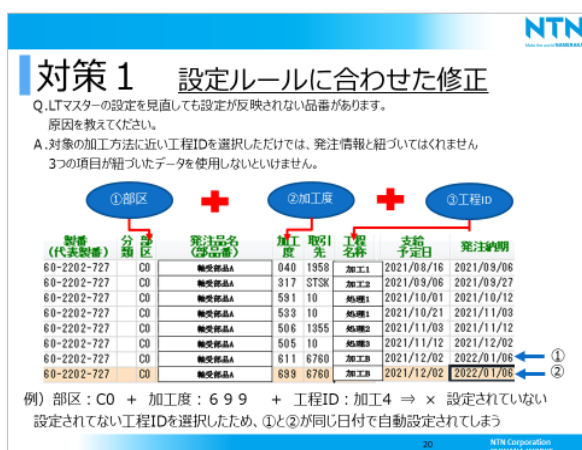 NTN
対策１ 設定ルールに合わせた修正
Q.LTマスターの設定を見直しても設定が反映されない品番があります。
原因を教えてください。
A.対象の加工方法に近い工程IDを選択しただけでは、発注情報と紐づいてはくれません
3つの項目が紐づいたデータを使用しないといけません。
①部区 + ②加工度 + ③工程ID
製番(代表製番) 分類 部区 発注品名(部品番) 加工度 取引先 工程名称 支給予定日 発注納期
60-2202-727 C0 軸受部品A 040 1958 加工1 2021/08/16 2021/09/06
60-2202-727 C0 軸受部品A 317 STSK 加工2 2021/09/06 2021/09/27
60-2202-727 C0 軸受部品A 591 10 処理1 2021/10/01 2021/10/12
60-2202-727 C0 軸受部品A 533 10 処理1 2021/10/21 2021/11/03
60-2202-727 C0 軸受部品A 506 1355 処理2 2021/11/03 2021/11/12
60-2202-727 C0 軸受部品A 505 10 処理3 2021/11/12 2021/12/02
60-2202-727 C0 軸受部品A 611 6760 加工B 2021/12/02 2022/01/06 ①
60-2202-727 C0 軸受部品A 699 6760 加工B 2021/12/02 2022/01/06 ②
例）部区：C0 + 加工度：699 + 工程ID：加工4 ⇒ × 設定されていない
設定されてない工程IDを選択したため、①と②が同じ日付で自動設定されてしまう
20
NTN Corporation